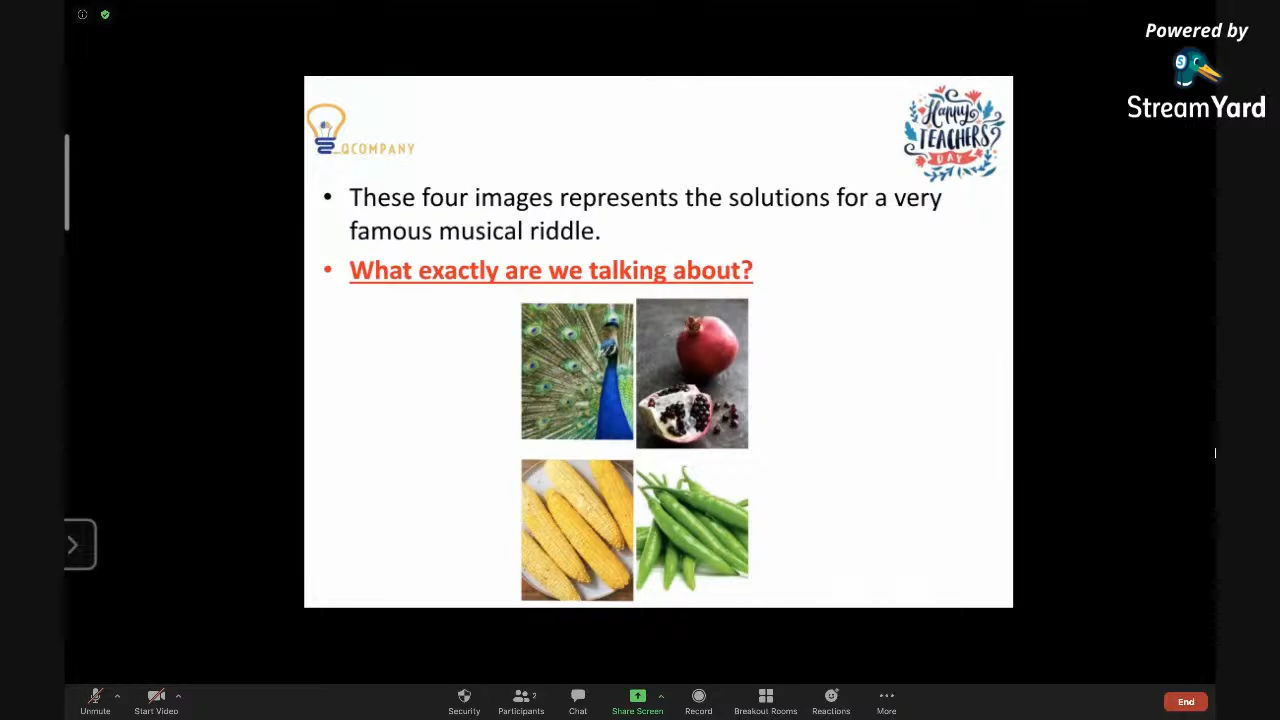 Powered by
StreamYard
Happy
TEACHERS
DAY
QCOMPANY
• These four images represents the solutions for a very
famous musical riddle.
• What exactly are we talking about?
Unmute
Start Video
Security
Participants
2
Chat
Share Screen
Record
Breakout Rooms
Reactions
More
End